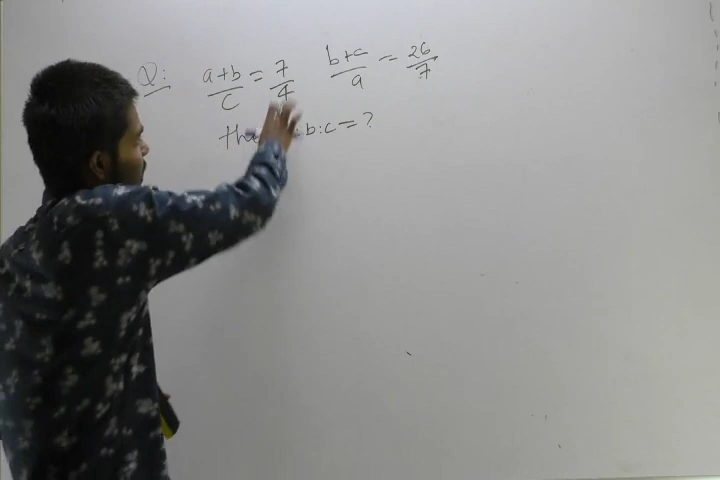 Q: a+b/c = 7/4 b+c/a = 26/7
b:c = ?